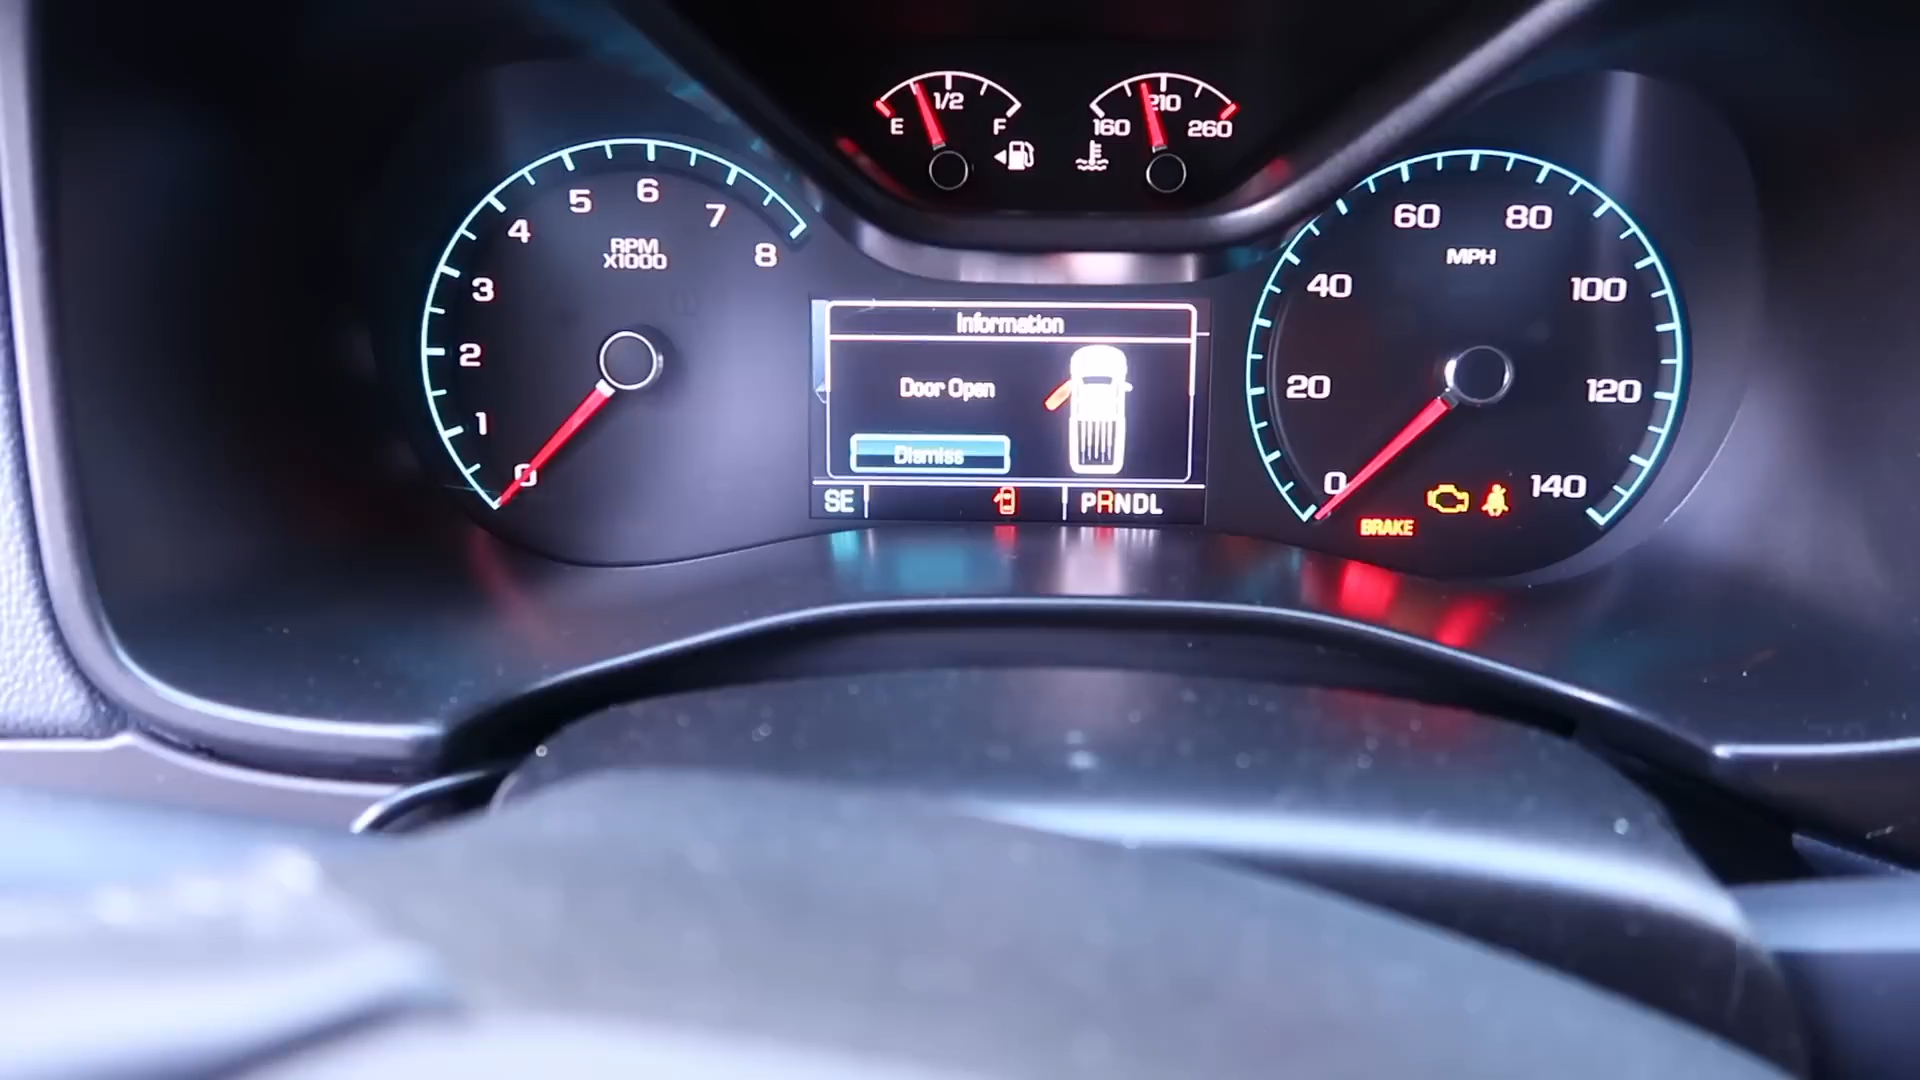 1/2
E F
210
160 260
0 1 2 3 4 5 6 7 8
RPM
X1000
Information
Door Open
Dismiss
SE
PRNDL
0 20 40 60 80 100 120 140
MPH
BRAKE